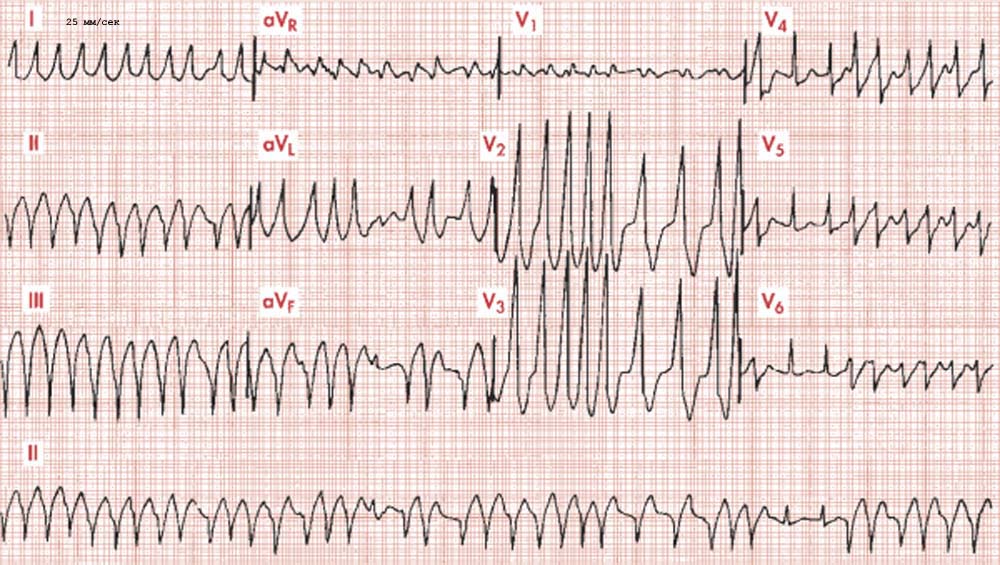 I 25 мм/сек aVR V1 V4
II aVL V2 V5
III aVF V3 V6
II